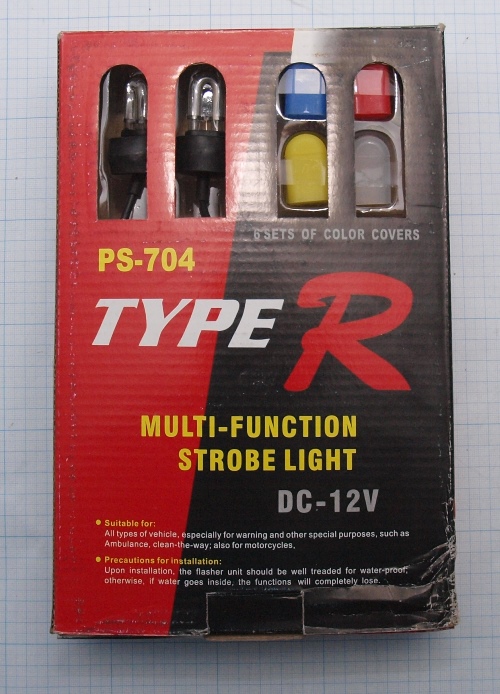 6 SETS OF COLOR COVERS
PS-704
TYPE R
MULTI-FUNCTION
STROBE LIGHT
DC-12V
Suitable for:
All types of vehicle, especially for warning and other special purposes, such as
Ambulance, clean-the-way; also for motorcycles,
Precautions for installation:
Upon installation, the flasher unit should be well treaded for water-proof;
otherwise, if water goes inside, the functions will completely lose.